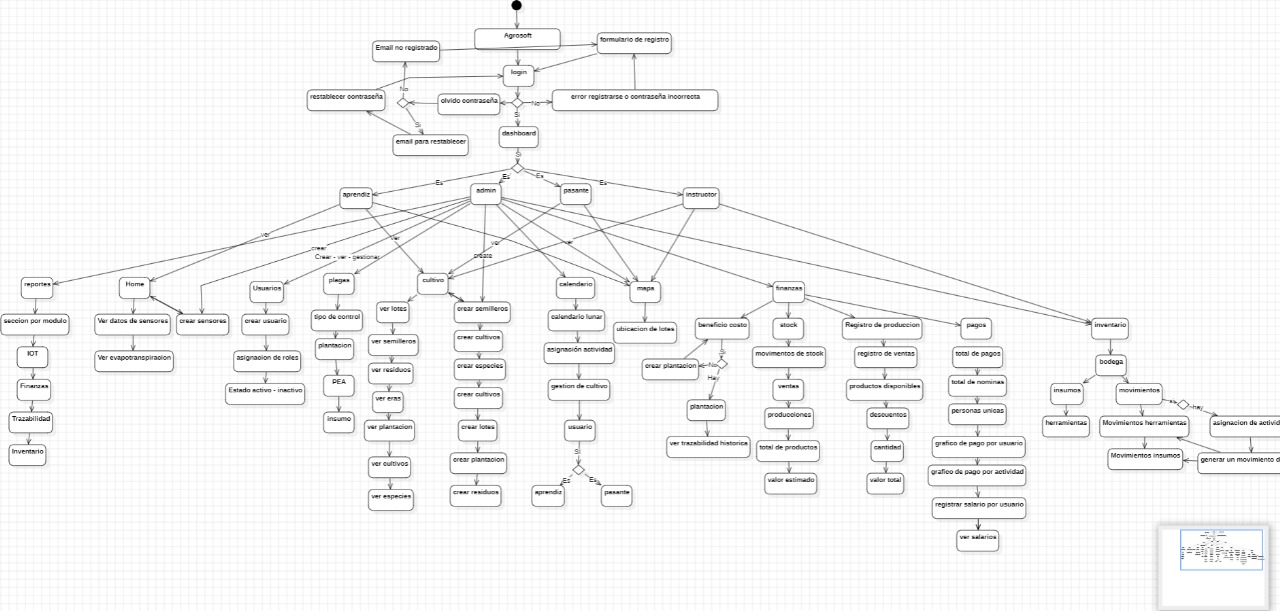 Agrosoft
formulario de registro
Email no registrado
login
No
restablecer contraseña
olvido contraseña
No
error registrarse o contraseña incorrecta
Si
Si
dashboard
email para restablecer
Si
Es
Es
Es
Es
aprendiz
admin
pasante
instructor
ver
crear
ver
ver
ver
Crear - ver - gestionar
create
reportes
Home
Usuarios
plagas
cultivo
calendario
mapa
finanzas
seccion por modulo
Ver datos de sensores
crear sensores
crear usuario
tipo de control
ver lotes
crear semilleros
calendario lunar
ubicacion de lotes
beneficio costo
stock
Registro de produccion
pagos
inventario
IOT
Ver evapotranspiracion
asignacion de roles
plantacion
ver semilleros
crear cultivos
asignación actividad
Si
movimientos de stock
registro de ventas
total de pagos
bodega
crear plantacion
No
Hay
Finanzas
Estado activo - inactivo
PEA
ver residuos
crear especies
gestion de cultivo
ventas
productos disponibles
total de nominas
insumos
movimientos
Trazabilidad
insumo
ver eras
crear cultivos
plantacion
producciones
descuentos
personas unicas
hay
asignacion de activid
herramientas
Movimientos herramientas
Inventario
ver plantacion
crear lotes
usuario
ver trazabilidad historica
total de productos
cantidad
grafico de pago por usuario
Movimientos insumos
generar un movimiento d
Si
ver cultivos
crear plantacion
valor estimado
valor total
grafico de pago por actividad
Es
Es
ver especies
crear residuos
aprendiz
pasante
registrar salario por usuario
ver salarios